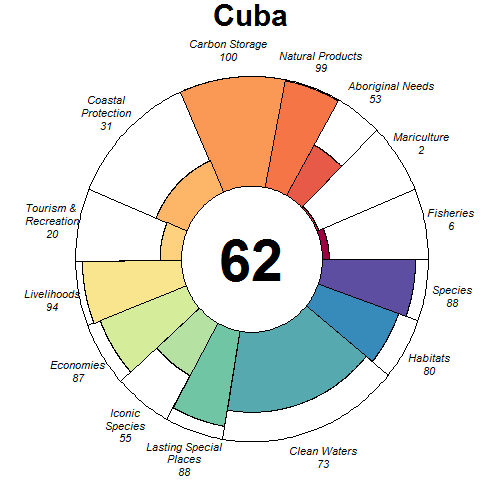 Cuba
Carbon Storage
100
Natural Products
99
Aboriginal Needs
53
Mariculture
2
Fisheries
6
Species
88
Habitats
80
Clean Waters
73
Lasting Special
Places
88
Iconic
Species
55
Economies
87
Livelihoods
94
Tourism &
Recreation
20
Coastal
Protection
31
62